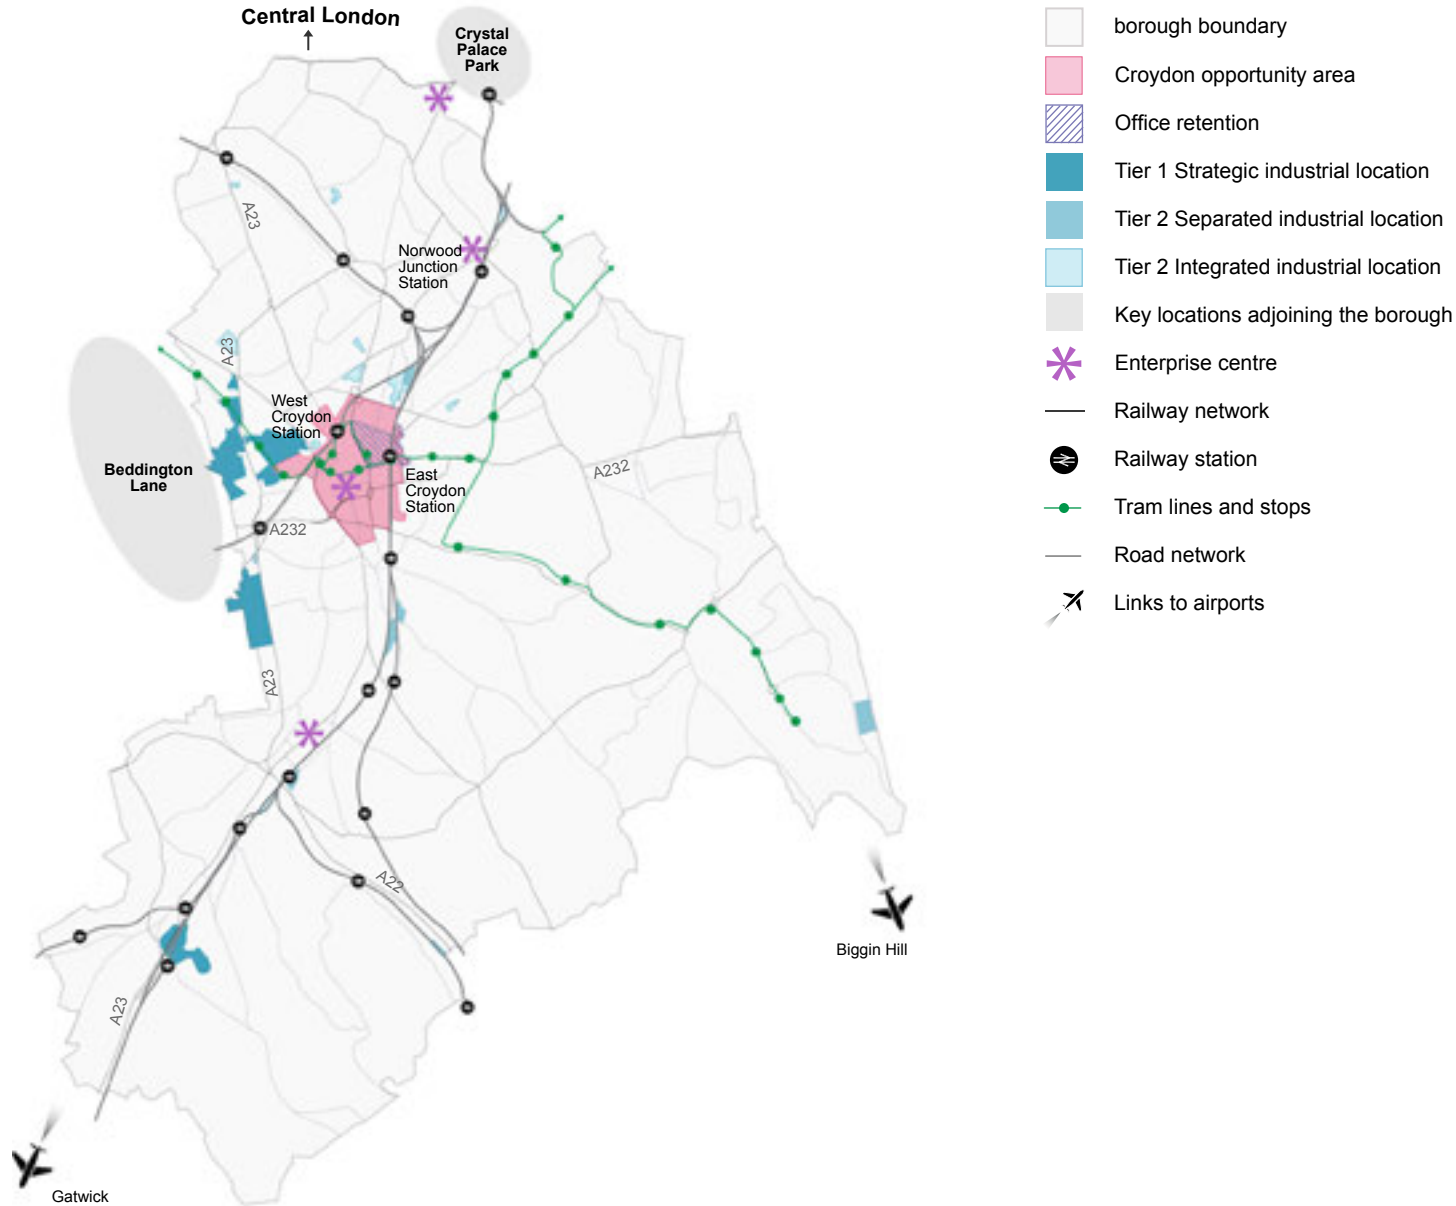 Central London
Crystal
Palace
Park
A23
Norwood
Junction
Station
A23
West
Croydon
Station
Beddington
Lane
East
Croydon
Station
A232
A232
A23
A22
Biggin Hill
A23
Gatwick
borough boundary
Croydon opportunity area
Office retention
Tier 1 Strategic industrial location
Tier 2 Separated industrial location
Tier 2 Integrated industrial location
Key locations adjoining the borough
Enterprise centre
Railway network
Railway station
Tram lines and stops
Road network
Links to airports